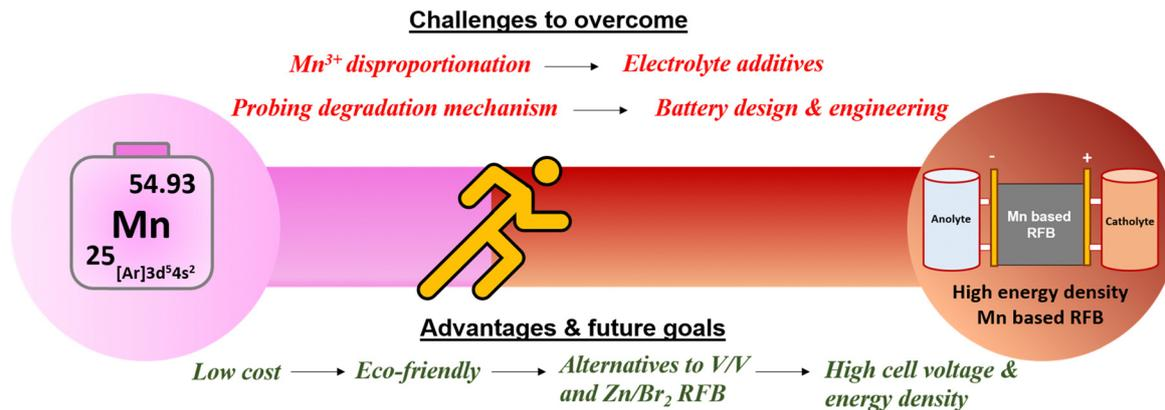 Challenges to overcome
Mn³⁺ disproportionation → Electrolyte additives
Probing degradation mechanism → Battery design & engineering
54.93
Mn
25
[Ar]3d⁵4s²
- +
Anolyte
Mn based
RFB
Catholyte
High energy density
Mn based RFB
Advantages & future goals
Low cost → Eco-friendly → Alternatives to V/V
and Zn/Br₂ RFB → High cell voltage &
energy density